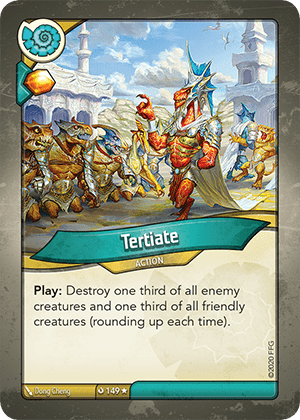 Tertiate
ACTION
Play: Destroy one third of all enemy
creatures and one third of all friendly
creatures (rounding up each time).
©2020 FFG
Dong Cheng
149★